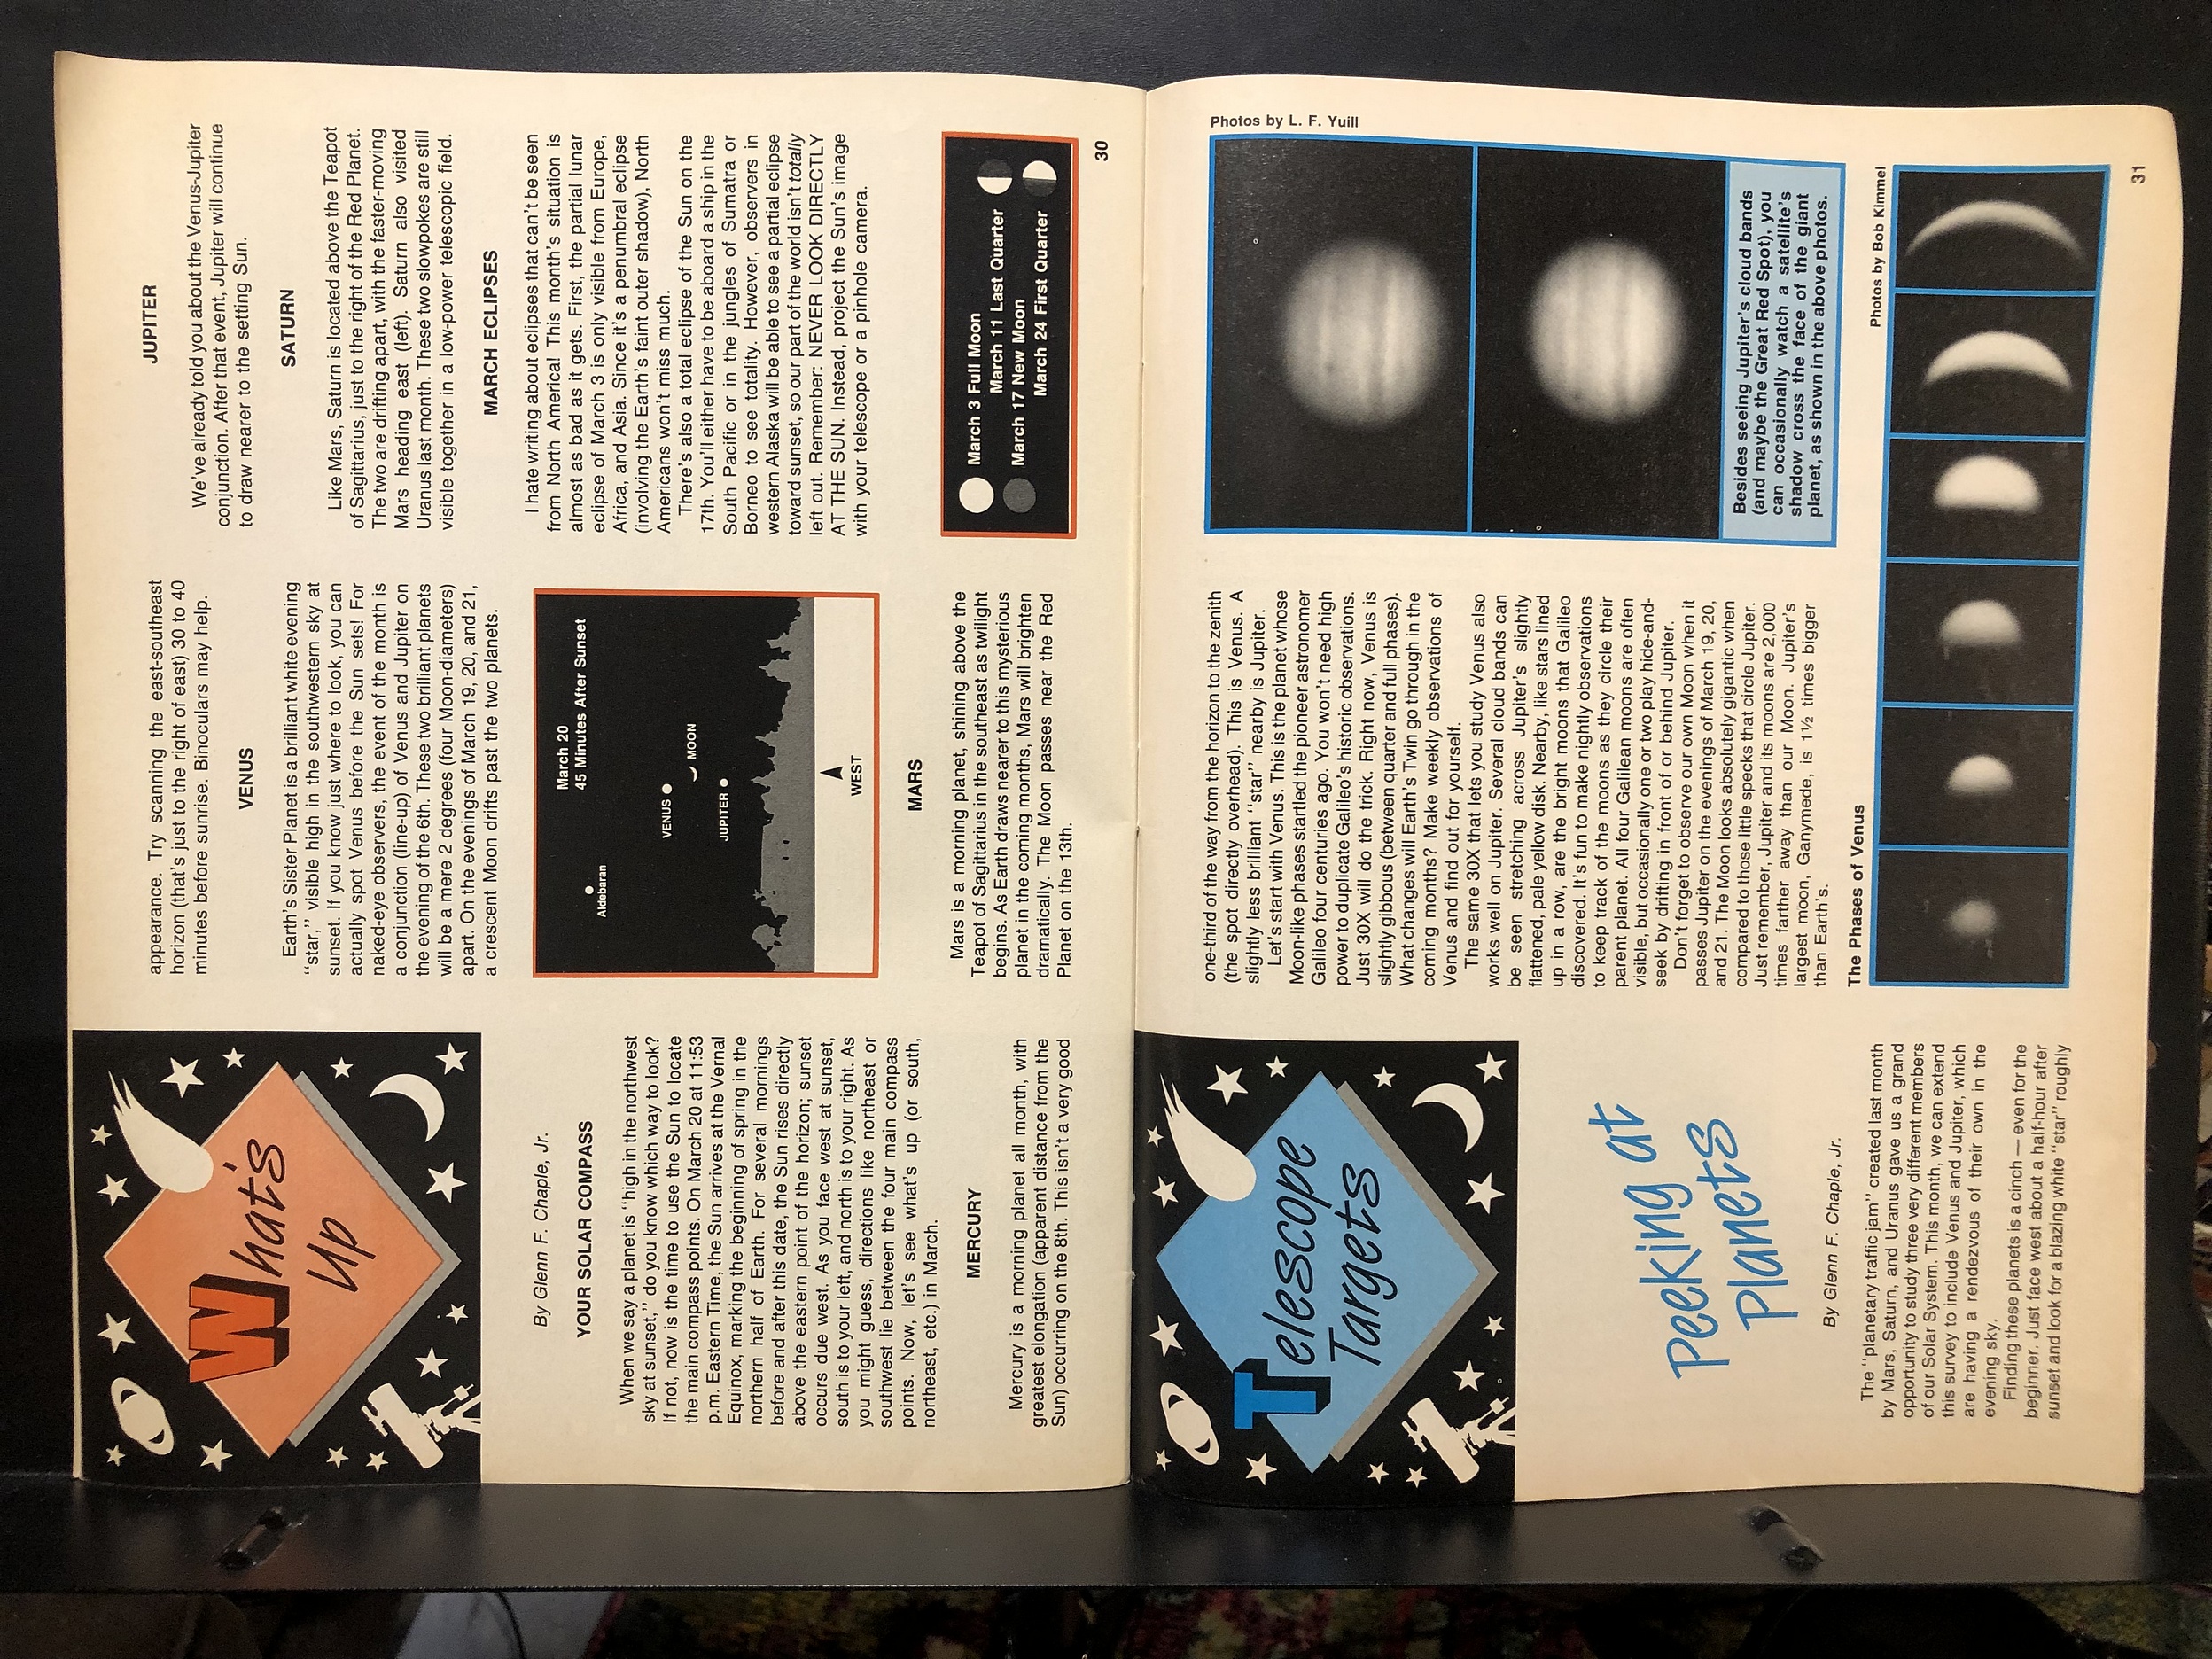 What's
Up
By Glenn F. Chaple, Jr.
YOUR SOLAR COMPASS
When we say a planet is "high in the northwest
sky at sunset," do you know which way to look?
If not, now is the time to use the Sun to locate
the main compass points. On March 20 at 11:53
p.m. Eastern Time, the Sun arrives at the Vernal
Equinox, marking the beginning of spring in the
northern half of Earth. For several mornings
before and after this date, the Sun rises directly
above the eastern point of the horizon; sunset
occurs due west. As you face west at sunset,
south is to your left, and north is to your right. As
you might guess, directions like northeast or
southwest lie between the four main compass
points. Now, let's see what's up (or south,
northeast, etc.) in March.
MERCURY
Mercury is a morning planet all month, with
greatest elongation (apparent distance from the
Sun) occurring on the 8th. This isn't a very good
appearance. Try scanning the east-southeast
horizon (that's just to the right of east) 30 to 40
minutes before sunrise. Binoculars may help.
VENUS
Earth's Sister Planet is a brilliant white evening
"star," visible high in the southwestern sky at
sunset. If you know just where to look, you can
actually spot Venus before the Sun sets! For
naked-eye observers, the event of the month is
a conjunction (line-up) of Venus and Jupiter on
the evening of the 6th. These two brilliant planets
will be a mere 2 degrees (four Moon-diameters)
apart. On the evenings of March 19, 20, and 21,
a crescent Moon drifts past the two planets.
March 20
45 Minutes After Sunset
Aldebaran
VENUS
MOON
JUPITER
WEST
MARS
Mars is a morning planet, shining above the
Teapot of Sagittarius in the southeast as twilight
begins. As Earth draws nearer to this mysterious
planet in the coming months, Mars will brighten
dramatically. The Moon passes near the Red
Planet on the 13th.
JUPITER
We've already told you about the Venus-Jupiter
conjunction. After that event, Jupiter will continue
to draw nearer to the setting Sun.
SATURN
Like Mars, Saturn is located above the Teapot
of Sagittarius, just to the right of the Red Planet.
The two are drifting apart, with the faster-moving
Mars heading east (left). Saturn also visited
Uranus last month. These two slowpokes are still
visible together in a low-power telescopic field.
MARCH ECLIPSES
I hate writing about eclipses that can't be seen
from North America! This month's situation is
almost as bad as it gets. First, the partial lunar
eclipse of March 3 is only visible from Europe,
Africa, and Asia. Since it's a penumbral eclipse
(involving the Earth's faint outer shadow), North
Americans won't miss much.
There's also a total eclipse of the Sun on the
17th. You'll either have to be aboard a ship in the
South Pacific or in the jungles of Sumatra or
Borneo to see totality. However, observers in
western Alaska will be able to see a partial eclipse
toward sunset, so our part of the world isn't totally
left out. Remember: NEVER LOOK DIRECTLY
AT THE SUN. Instead, project the Sun's image
with your telescope or a pinhole camera.
March 3 Full Moon
March 11 Last Quarter
March 17 New Moon
March 24 First Quarter
30
Telescope
Targets
Peeking at
Planets
By Glenn F. Chaple, Jr.
The "planetary traffic jam" created last month
by Mars, Saturn, and Uranus gave us a grand
opportunity to study three very different members
of our Solar System. This month, we can extend
this survey to include Venus and Jupiter, which
are having a rendezvous of their own in the
evening sky.
Finding these planets is a cinch — even for the
beginner. Just face west about a half-hour after
sunset and look for a blazing white "star" roughly
one-third of the way from the horizon to the zenith
(the spot directly overhead). This is Venus. A
slightly less brilliant "star" nearby is Jupiter.
Let's start with Venus. This is the planet whose
Moon-like phases startled the pioneer astronomer
Galileo four centuries ago. You won't need high
power to duplicate Galileo's historic observations.
Just 30X will do the trick. Right now, Venus is
slightly gibbous (between quarter and full phases).
What changes will Earth's Twin go through in the
coming months? Make weekly observations of
Venus and find out for yourself.
The same 30X that lets you study Venus also
works well on Jupiter. Several cloud bands can
be seen stretching across Jupiter's slightly
flattened, pale yellow disk. Nearby, like stars lined
up in a row, are the bright moons that Galileo
discovered. It's fun to make nightly observations
to keep track of the moons as they circle their
parent planet. All four Galilean moons are often
visible, but occasionally one or two play hide-and-
seek by drifting in front of or behind Jupiter.
Don't forget to observe our own Moon when it
passes Jupiter on the evenings of March 19, 20,
and 21. The Moon looks absolutely gigantic when
compared to those little specks that circle Jupiter.
Just remember, Jupiter and its moons are 2,000
times farther away than our Moon. Jupiter's
largest moon, Ganymede, is 1½ times bigger
than Earth's.
Photos by L. F. Yuill
Besides seeing Jupiter's cloud bands
(and maybe the Great Red Spot), you
can occasionally watch a satellite's
shadow cross the face of the giant
planet, as shown in the above photos.
The Phases of Venus
Photos by Bob Kimmel
31